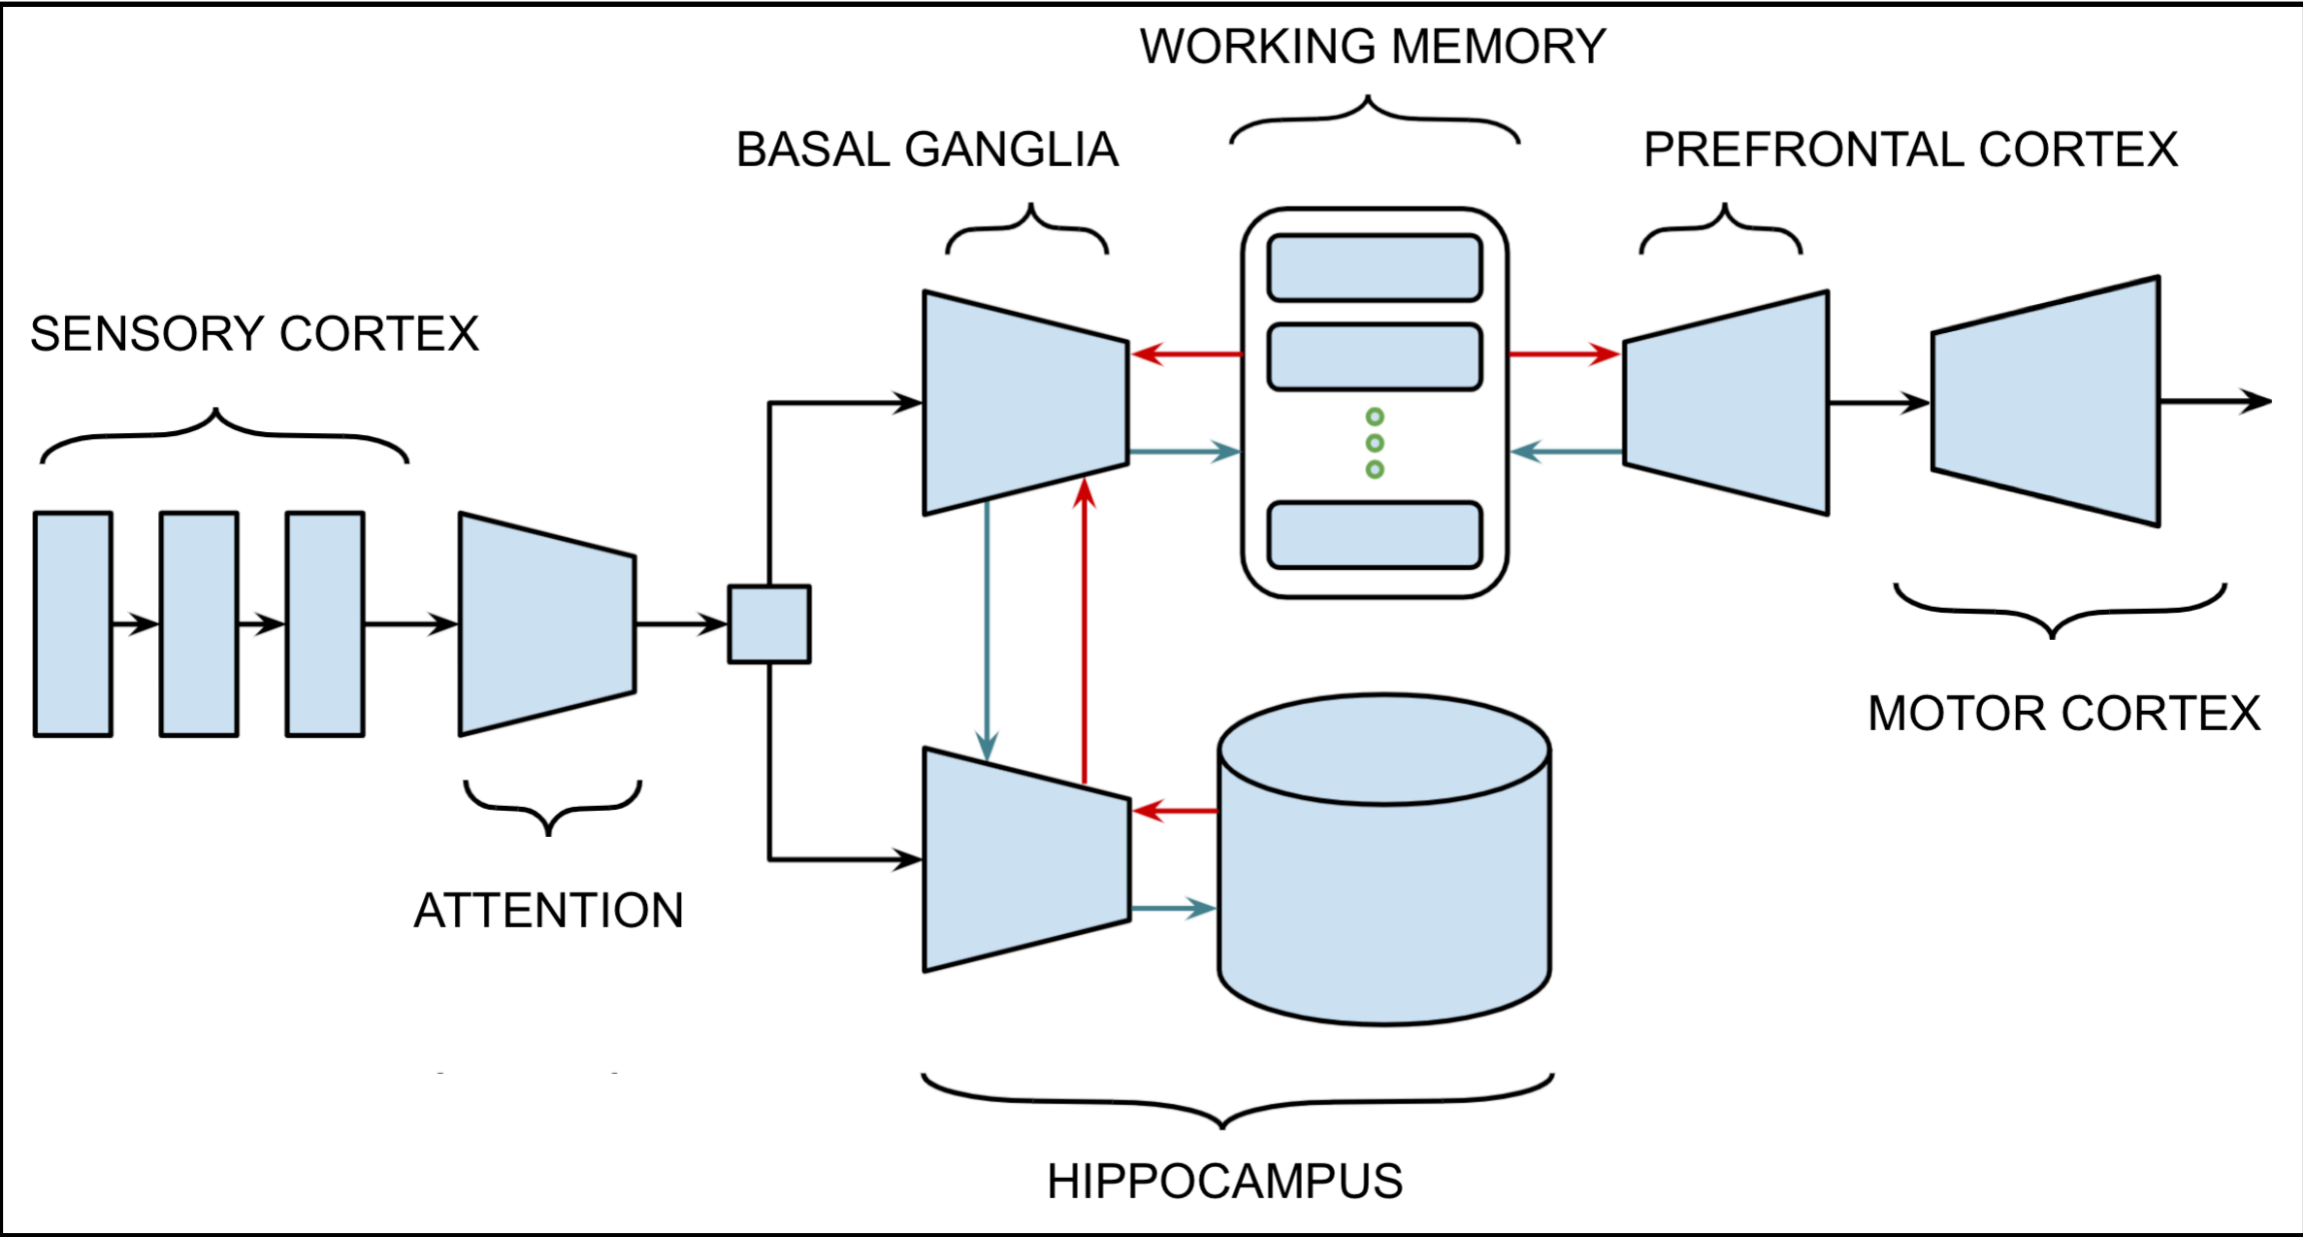 WORKING MEMORY
BASAL GANGLIA
PREFRONTAL CORTEX
SENSORY CORTEX
MOTOR CORTEX
ATTENTION
HIPPOCAMPUS